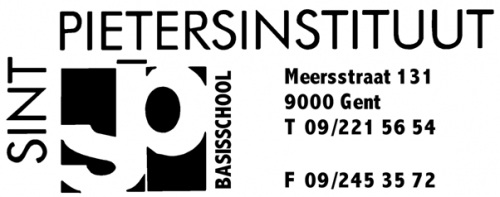 SINT
PIETERSINSTITUUT
sp
BASISSCHOOL
Meersstraat 131
9000 Gent
T 09/221 56 54
F 09/245 35 72